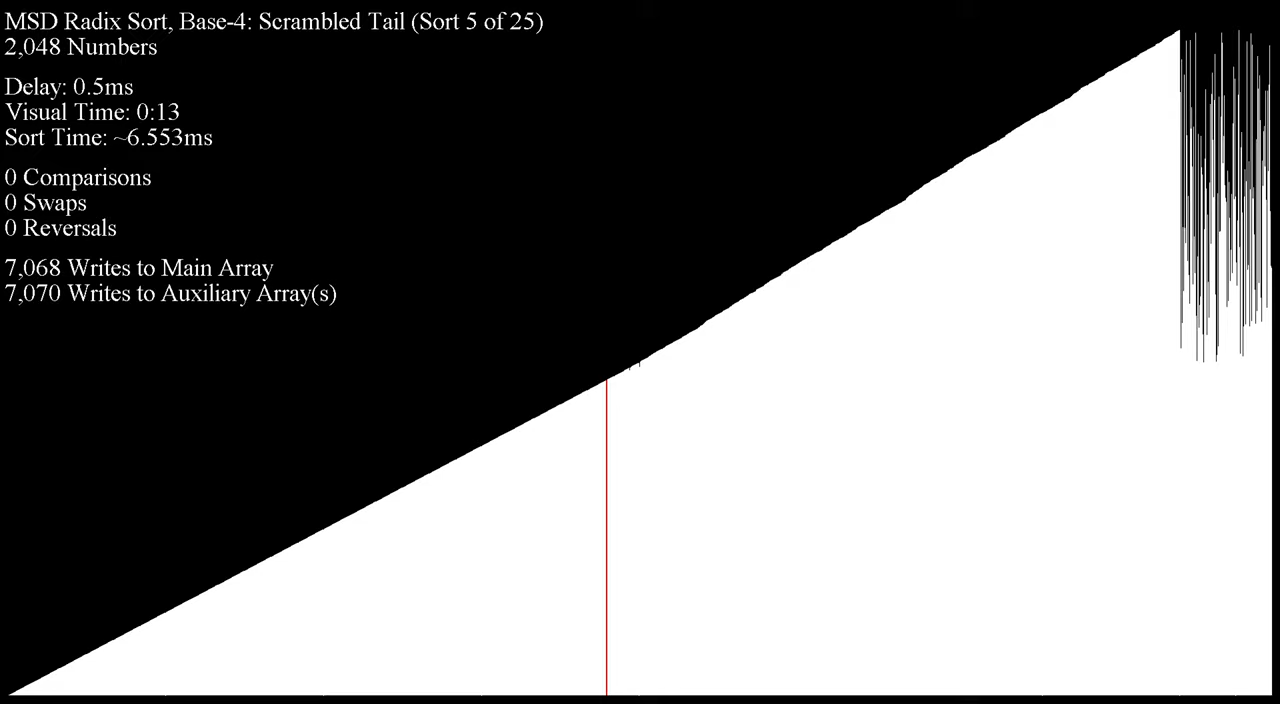 MSD Radix Sort, Base-4: Scrambled Tail (Sort 5 of 25)
2,048 Numbers
Delay: 0.5ms
Visual Time: 0:13
Sort Time: ~6.553ms
0 Comparisons
0 Swaps
0 Reversals
7,068 Writes to Main Array
7,070 Writes to Auxiliary Array(s)